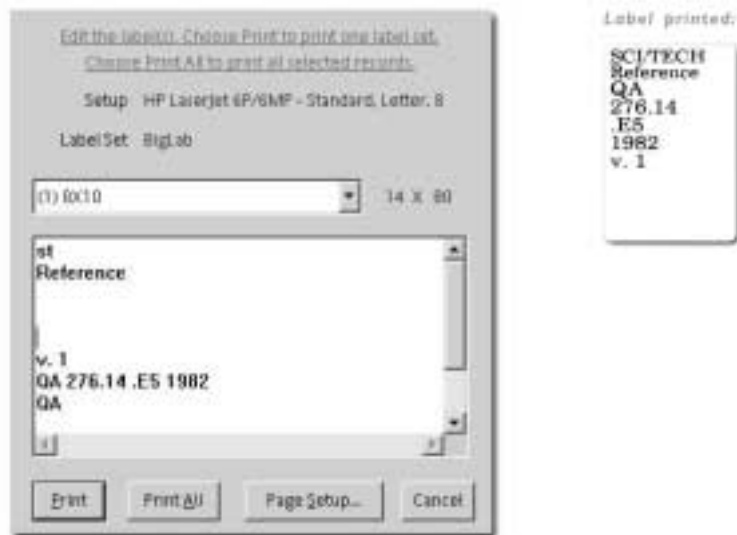 Edit the label(s). Choose Print to print one label set.
Choose Print All to print all selected records.
Setup HP Laserjet 6P/6MP - Standard, Letter, 8
Label Set BigLab
(1) 8X10
14 X 80
st
Reference
v. 1
QA 276.14 .E5 1982
QA
Print
Print All
Page Setup...
Cancel
Label printed:
SCI/TECH
Reference
QA
276.14
.E5
1982
v. 1